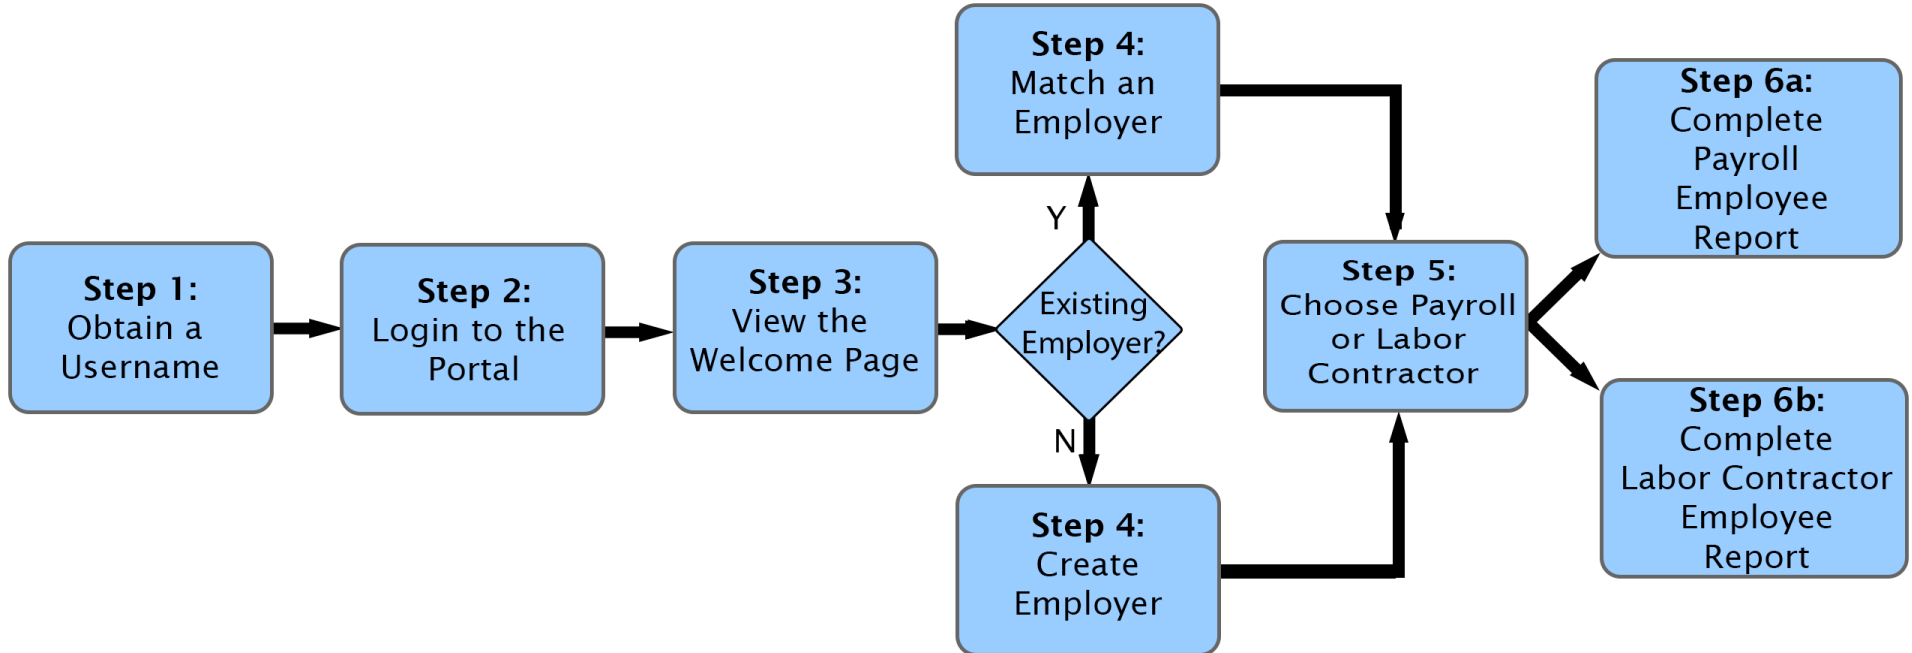 Step 1:
Obtain a
Username
Step 2:
Login to the
Portal
Step 3:
View the
Welcome Page
Existing
Employer?
Y
Step 4:
Match an
Employer
N
Step 4:
Create
Employer
Step 5:
Choose Payroll
or Labor
Contractor
Step 6a:
Complete
Payroll
Employee
Report
Step 6b:
Complete
Labor Contractor
Employee
Report